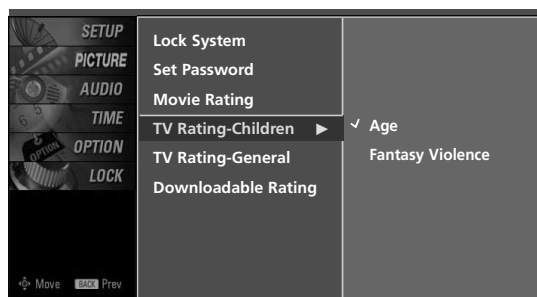 SETUP
PICTURE
AUDIO
TIME
OPTION
LOCK
Move BACK Prev
Lock System
Set Password
Movie Rating
TV Rating-Children ►
TV Rating-General
Downloadable Rating
✓ Age
Fantasy Violence